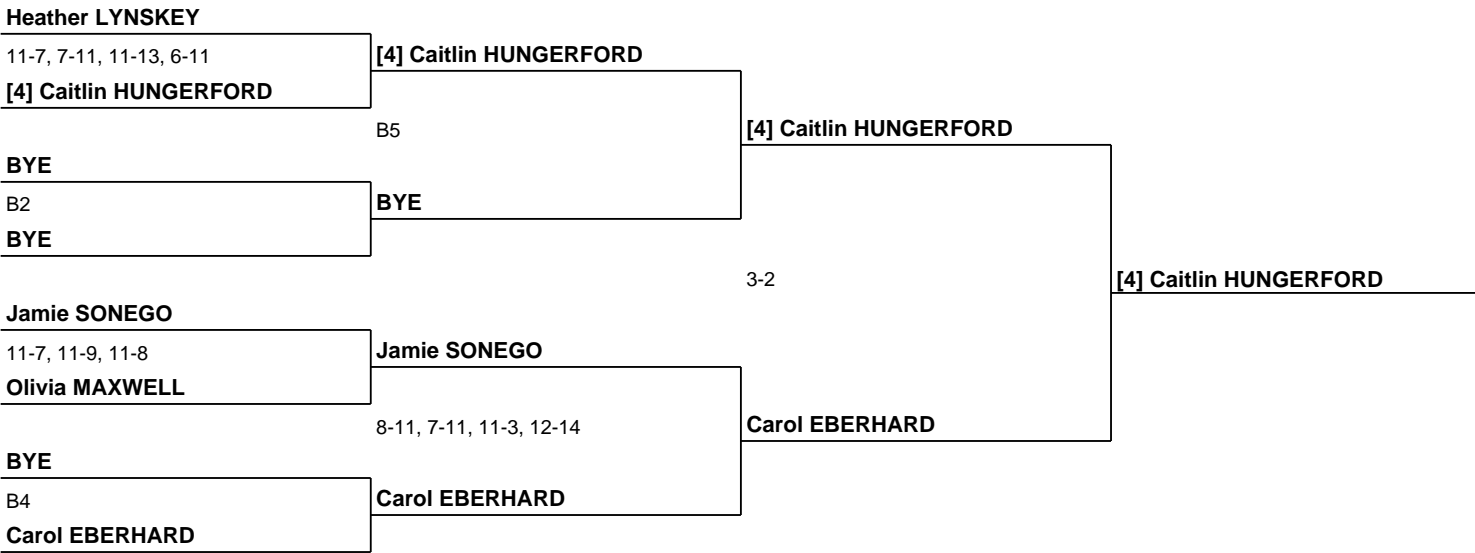 Heather LYNSKEY
11-7, 7-11, 11-13, 6-11
[4] Caitlin HUNGERFORD
[4] Caitlin HUNGERFORD
B5
[4] Caitlin HUNGERFORD
BYE
B2
BYE
BYE
3-2
[4] Caitlin HUNGERFORD
Jamie SONEGO
11-7, 11-9, 11-8
Jamie SONEGO
Olivia MAXWELL
8-11, 7-11, 11-3, 12-14
Carol EBERHARD
BYE
B4
Carol EBERHARD
Carol EBERHARD